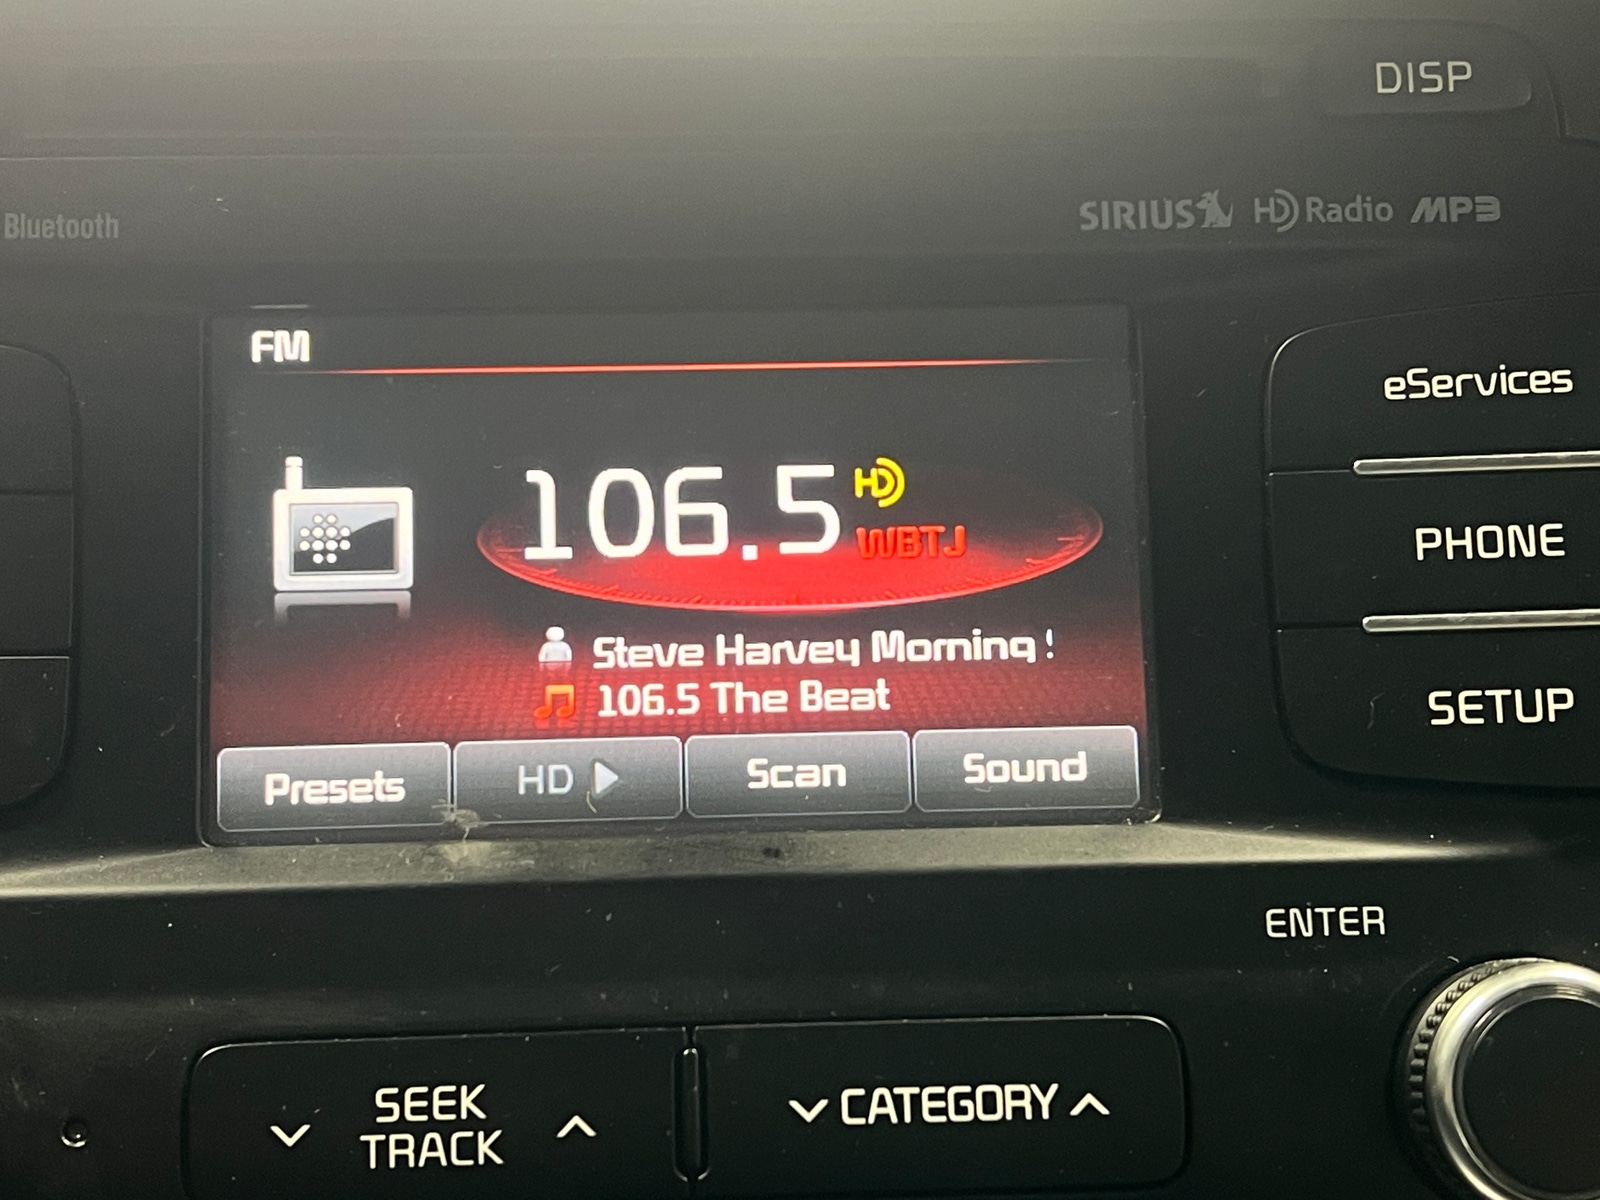 DISP
Bluetooth
SIRIUS HD Radio MP3
FM
eServices
106.5 HD
WBTJ
PHONE
Steve Harvey Morning !
106.5 The Beat
SETUP
Presets
HD
Scan
Sound
ENTER
SEEK
TRACK
CATEGORY